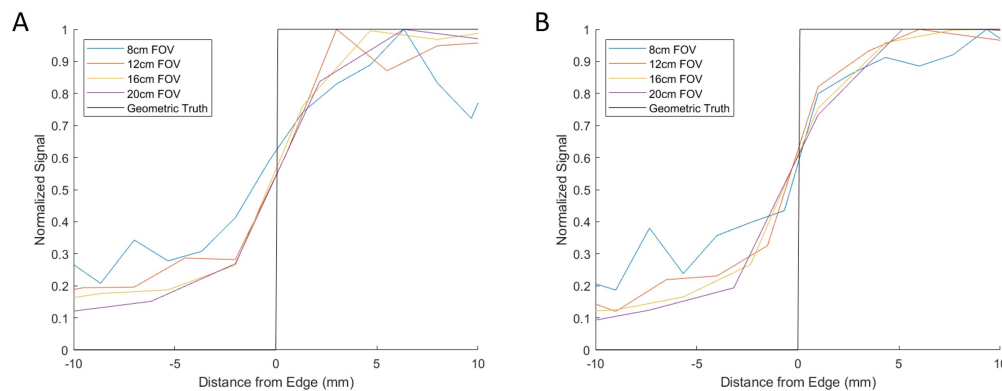 A
1
0.9
0.8
0.7
0.6
0.5
0.4
0.3
0.2
0.1
0
Normalized Signal
8cm FOV
12cm FOV
16cm FOV
20cm FOV
Geometric Truth
-10
-5
0
5
10
Distance from Edge (mm)
B
1
0.9
0.8
0.7
0.6
0.5
0.4
0.3
0.2
0.1
0
Normalized Signal
8cm FOV
12cm FOV
16cm FOV
20cm FOV
Geometric Truth
-10
-5
0
5
10
Distance from Edge (mm)